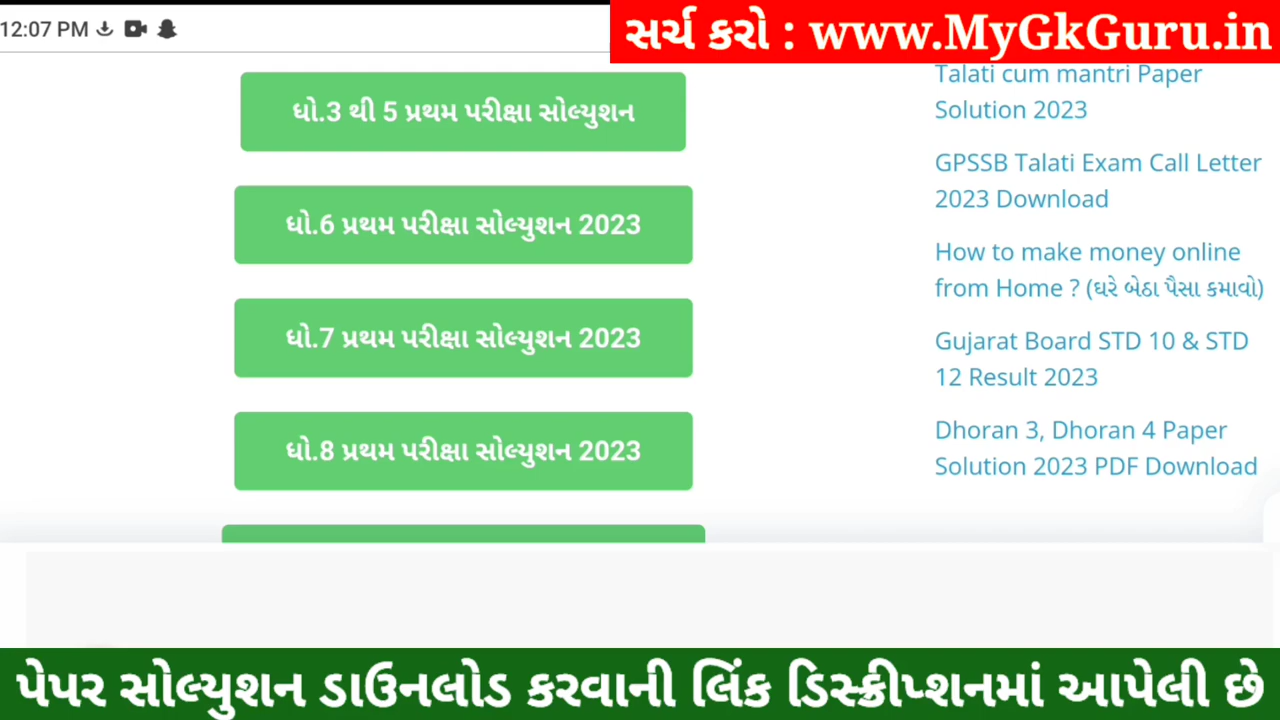 12:07 PM
સર્ચ કરો : www.MyGkGuru.in
ધો.3 થી 5 પ્રથમ પરીક્ષા સોલ્યુશન
ધો.6 પ્રથમ પરીક્ષા સોલ્યુશન 2023
ધો.7 પ્રથમ પરીક્ષા સોલ્યુશન 2023
ધો.8 પ્રથમ પરીક્ષા સોલ્યુશન 2023
Talati cum mantri Paper
Solution 2023
GPSSB Talati Exam Call Letter
2023 Download
How to make money online
from Home ? (ઘરે બેઠા પૈસા કમાવો)
Gujarat Board STD 10 & STD
12 Result 2023
Dhoran 3, Dhoran 4 Paper
Solution 2023 PDF Download
પેપર સોલ્યુશન ડાઉનલોડ કરવાની લિંક ડિસ્ક્રીપ્શનમાં આપેલી છે